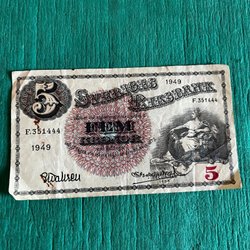 5 SVERIGES RIKSBANK 1949
F.351444 F.351444
FEM
KRONOR
1949
5